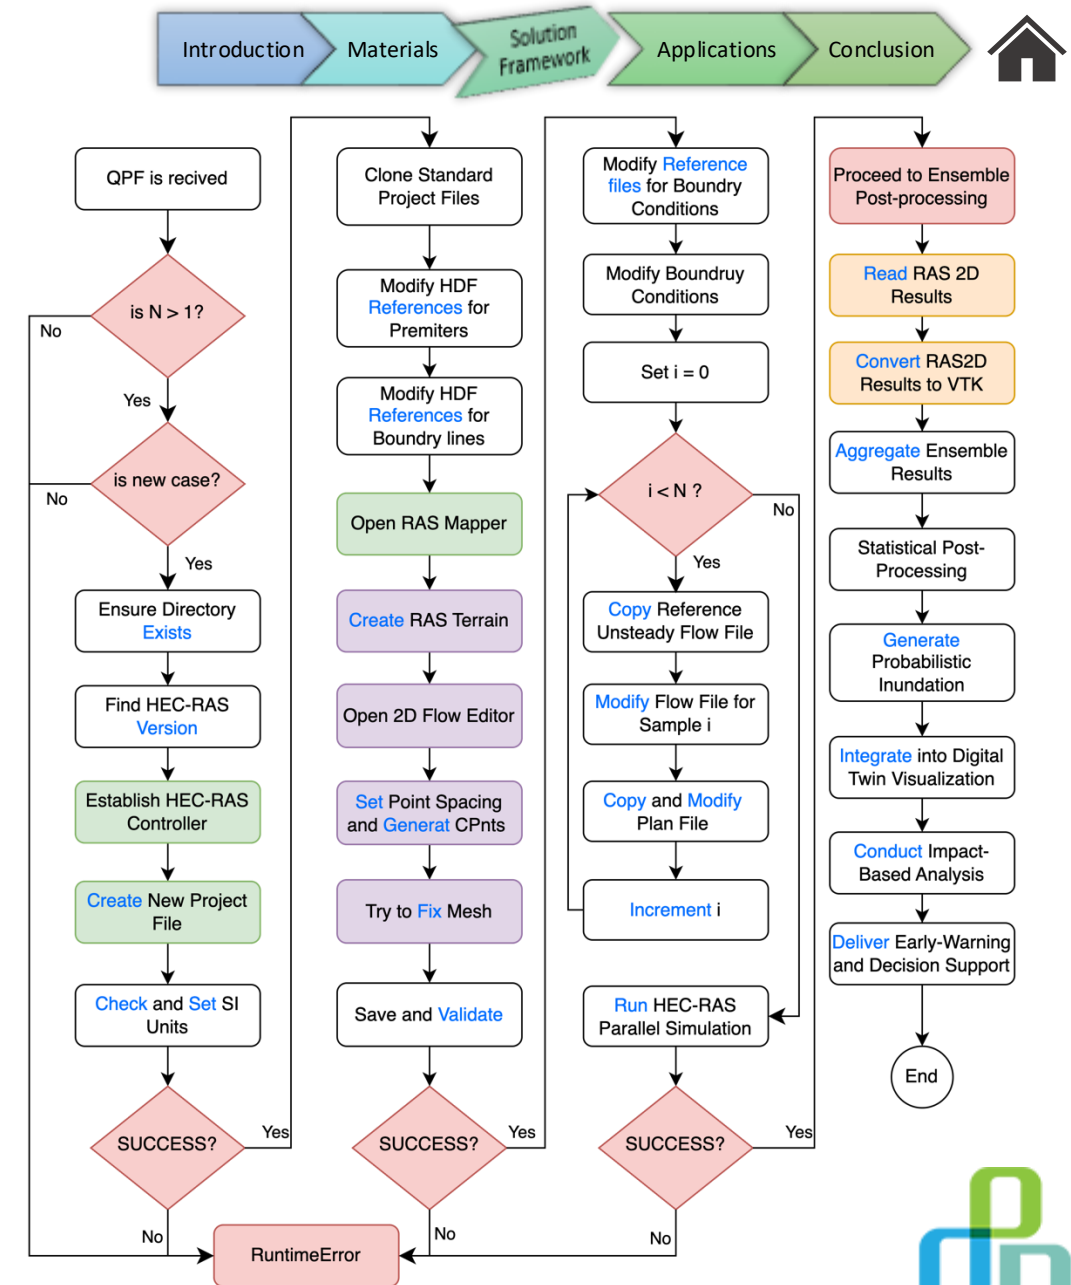 Introduction
Materials
Solution
Framework
Applications
Conclusion
QPF is recived
is N > 1?
No
Yes
is new case?
No
Yes
Ensure Directory
Exists
Find HEC-RAS
Version
Establish HEC-RAS
Controller
Create New Project
File
Check and Set SI
Units
SUCCESS?
Yes
No
Clone Standard
Project Files
Modify HDF
References for
Premiters
Modify HDF
References for
Boundry lines
Open RAS Mapper
Create RAS Terrain
Open 2D Flow Editor
Set Point Spacing
and Generat CPnts
Try to Fix Mesh
Save and Validate
SUCCESS?
Yes
No
Modify Reference
files for Boundry
Conditions
Modify Boundruy
Conditions
Set i = 0
i < N ?
No
Yes
Copy Reference
Unsteady Flow File
Modify Flow File for
Sample i
Copy and Modify
Plan File
Increment i
Run HEC-RAS
Parallel Simulation
SUCCESS?
Yes
No
Proceed to Ensemble
Post-processing
Read RAS 2D
Results
Convert RAS2D
Results to VTK
Aggregate Ensemble
Results
Statistical Post-
Processing
Generate
Probabilistic
Inundation
Integrate into Digital
Twin Visualization
Conduct Impact-
Based Analysis
Deliver Early-Warning
and Decision Support
End
RuntimeError